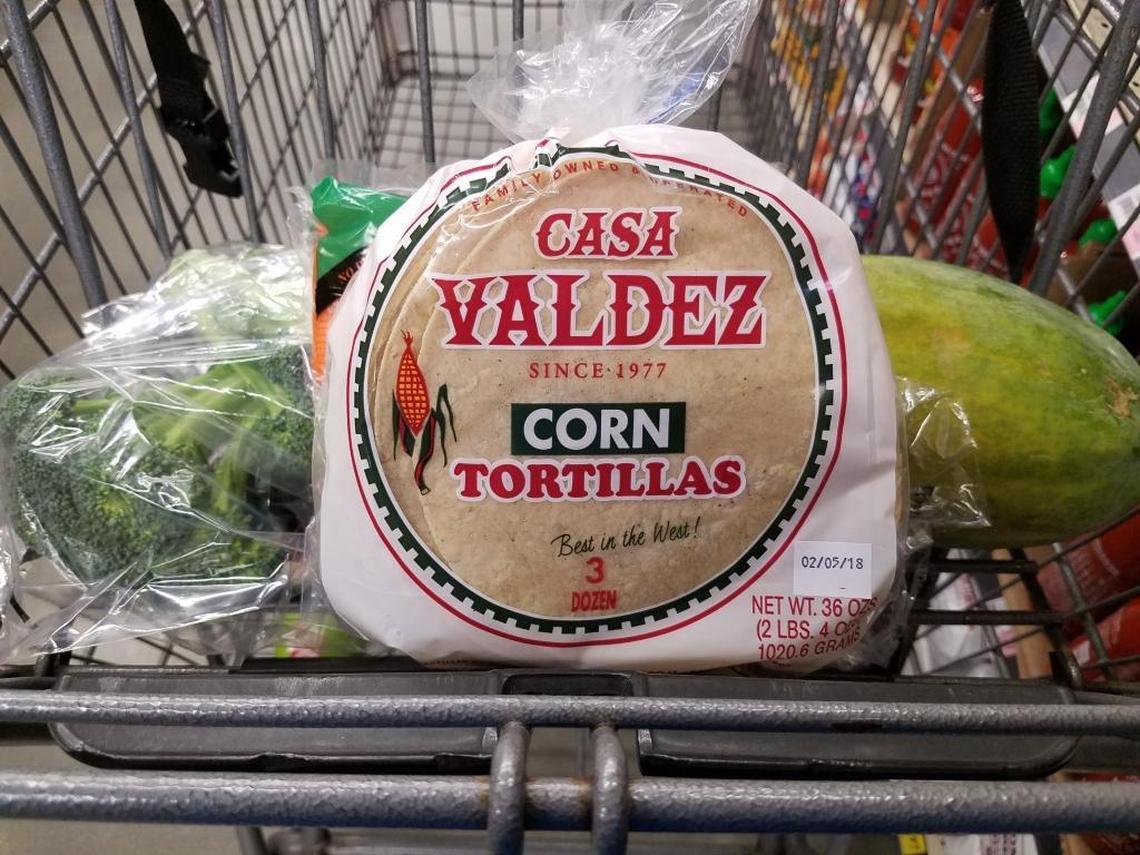 FAMILY OWNED & OPERATED
CASA
VALDEZ
SINCE 1977
CORN
TORTILLAS
Best in the West!
3
DOZEN
02/05/18
NET WT. 36 OZS
(2 LBS. 4
1020.6 GRAMS